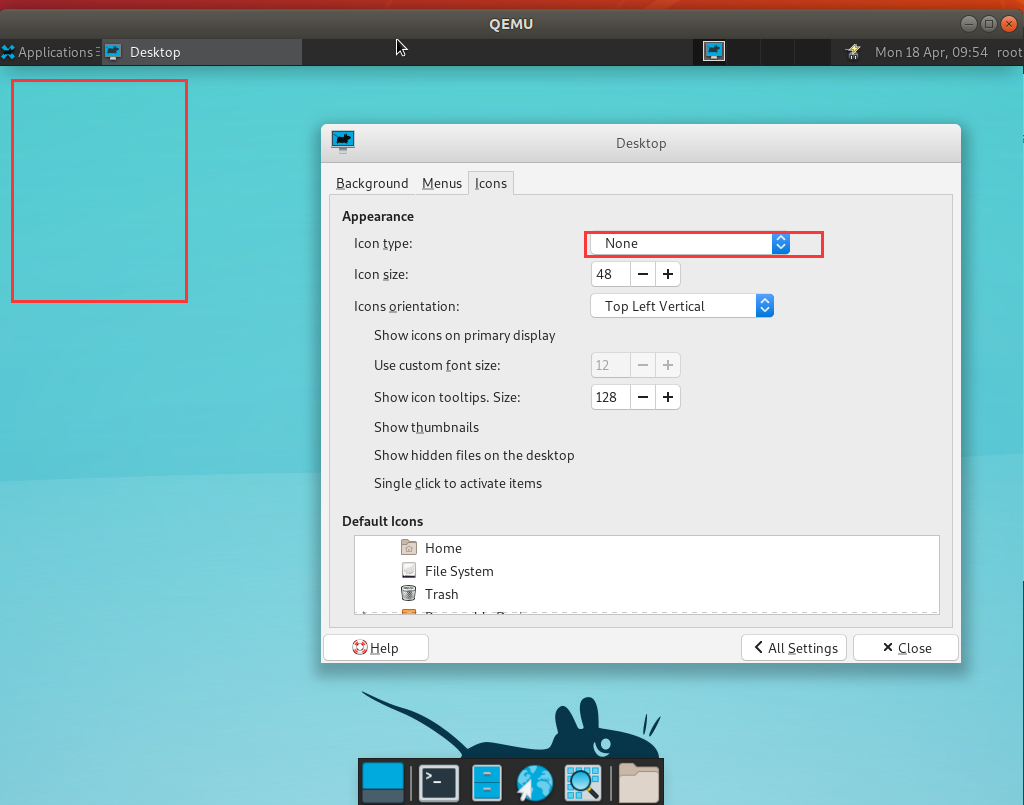 QEMU
Applications
Desktop
Mon 18 Apr, 09:54 root
Desktop
Background Menus Icons
Appearance
Icon type: None
Icon size: 48
Icons orientation: Top Left Vertical
Show icons on primary display
Use custom font size: 12
Show icon tooltips. Size: 128
Show thumbnails
Show hidden files on the desktop
Single click to activate items
Default Icons
Home
File System
Trash
Help
All Settings
Close